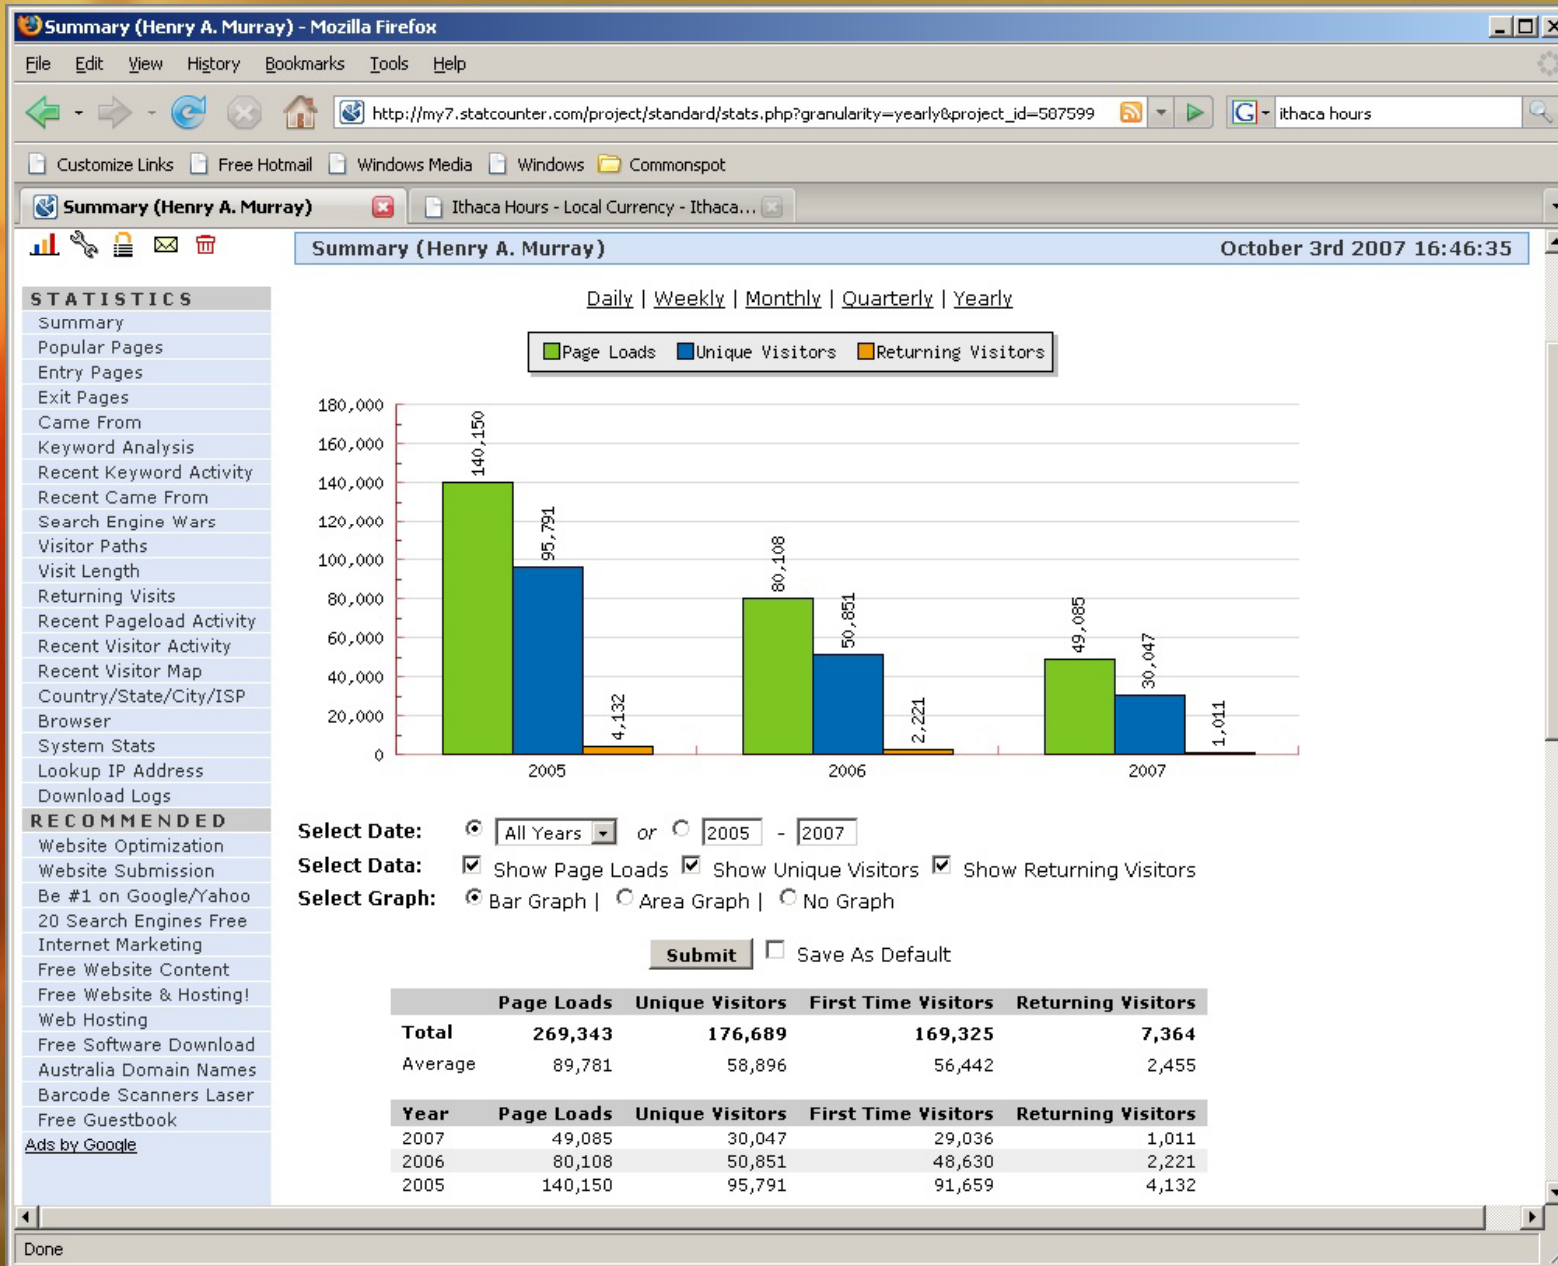 Summary (Henry A. Murray) - Mozilla Firefox
File Edit View History Bookmarks Tools Help
http://my7.statcounter.com/project/standard/stats.php?granularity=yearly&project_id=587599 G ithaca hours
Customize Links Free Hotmail Windows Media Windows Commonspot
Summary (Henry A. Murray) Ithaca Hours - Local Currency - Ithaca...
Summary (Henry A. Murray) October 3rd 2007 16:46:35
STATISTICS
Summary
Popular Pages
Entry Pages
Exit Pages
Came From
Keyword Analysis
Recent Keyword Activity
Recent Came From
Search Engine Wars
Visitor Paths
Visit Length
Returning Visits
Recent Pageload Activity
Recent Visitor Activity
Recent Visitor Map
Country/State/City/ISP
Browser
System Stats
Lookup IP Address
Download Logs
RECOMMENDED
Website Optimization
Website Submission
Be #1 on Google/Yahoo
20 Search Engines Free
Internet Marketing
Free Website Content
Free Website & Hosting!
Web Hosting
Free Software Download
Australia Domain Names
Barcode Scanners Laser
Free Guestbook
Ads by Google
Daily | Weekly | Monthly | Quarterly | Yearly
Page Loads Unique Visitors Returning Visitors
180,000
160,000
140,000
120,000
100,000
80,000
60,000
40,000
20,000
0
140,150
95,791
4,132
80,108
50,851
2,221
49,085
30,047
1,011
2005 2006 2007
Select Date: All Years or 2005 - 2007
Select Data: Show Page Loads Show Unique Visitors Show Returning Visitors
Select Graph: Bar Graph | Area Graph | No Graph
Submit Save As Default
Page Loads Unique Visitors First Time Visitors Returning Visitors
Total 269,343 176,689 169,325 7,364
Average 89,781 58,896 56,442 2,455
Year Page Loads Unique Visitors First Time Visitors Returning Visitors
2007 49,085 30,047 29,036 1,011
2006 80,108 50,851 48,630 2,221
2005 140,150 95,791 91,659 4,132
Done